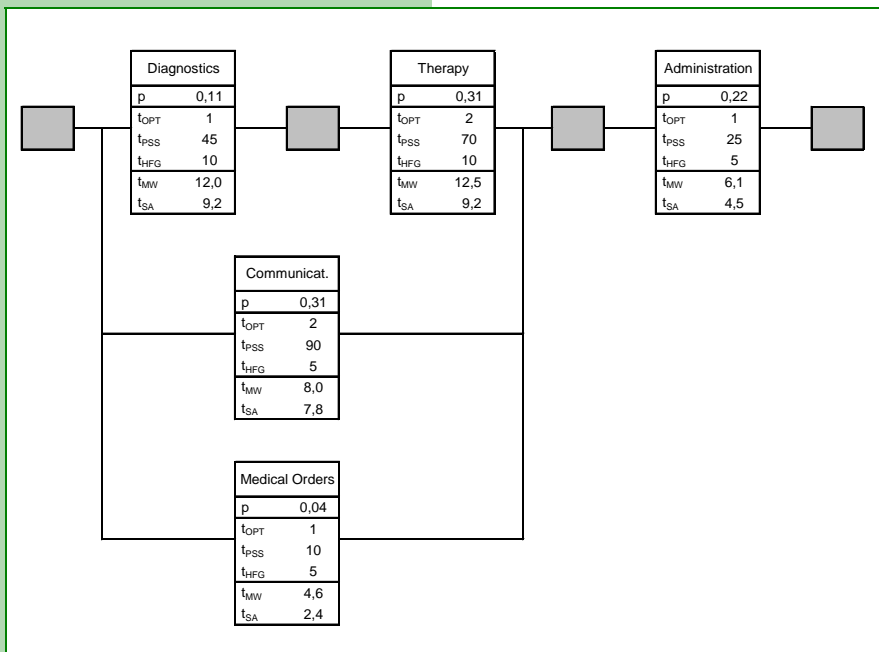 Diagnostics
p 0,11
tOPT 1
tPSS 45
tHFG 10
tMW 12,0
tSA 9,2
Therapy
p 0,31
tOPT 2
tPSS 70
tHFG 10
tMW 12,5
tSA 9,2
Administration
p 0,22
tOPT 1
tPSS 25
tHFG 5
tMW 6,1
tSA 4,5
Communicat.
p 0,31
tOPT 2
tPSS 90
tHFG 5
tMW 8,0
tSA 7,8
Medical Orders
p 0,04
tOPT 1
tPSS 10
tHFG 5
tMW 4,6
tSA 2,4